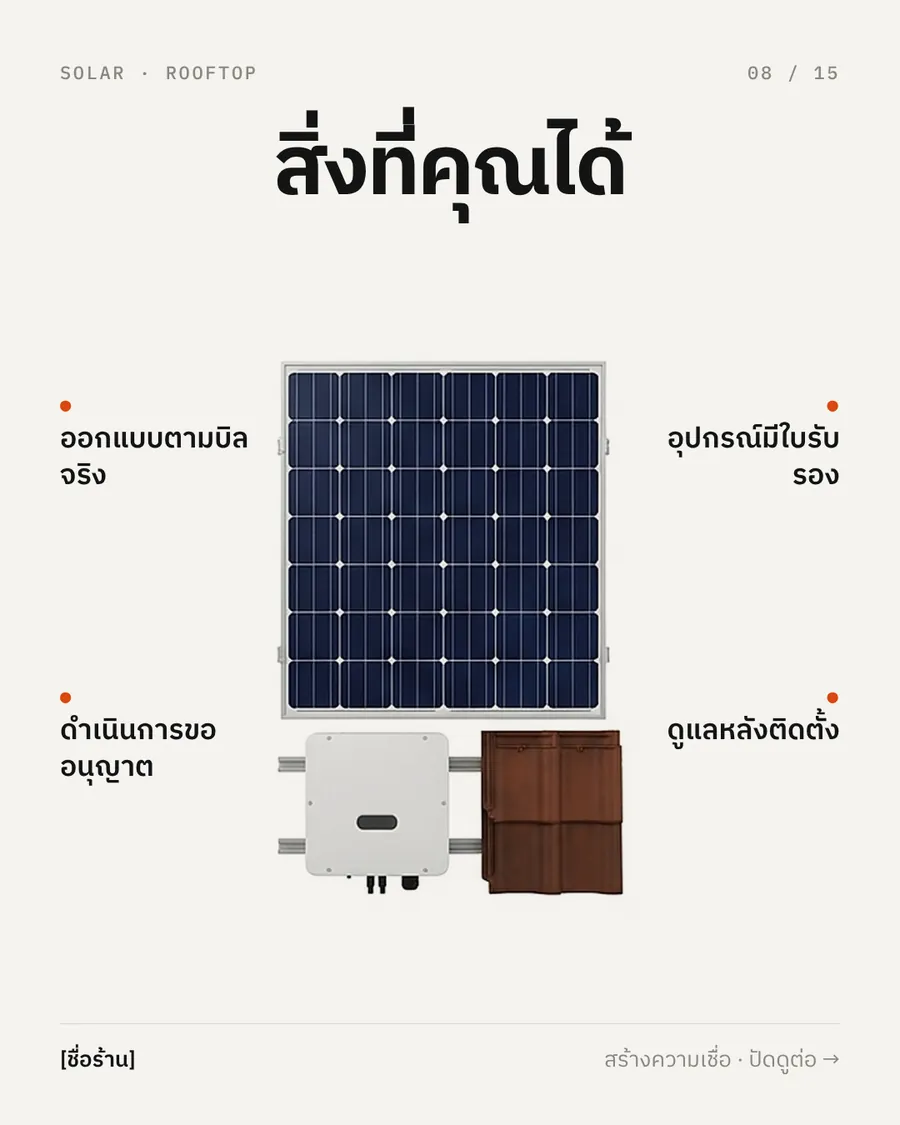 SOLAR · ROOFTOP
08 / 15
สิ่งที่คุณได้
ออกแบบตามบิล
จริง
อุปกรณ์มีใบรับ
รอง
ดำเนินการขอ
อนุญาต
ดูแลหลังติดตั้ง
[ชื่อร้าน]
สร้างความเชื่อ · ปัดดูต่อ →